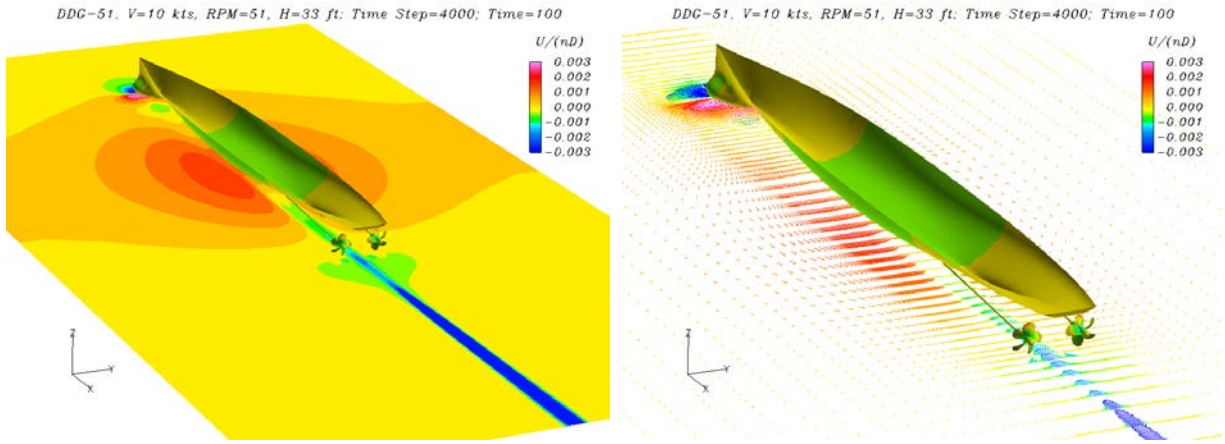 DDG-51, V=10 kts, RPM=51, H=33 ft; Time Step=4000; Time=100
U/(nD)
0.003
0.002
0.001
0.000
-0.001
-0.002
-0.003
Z
Y
X
DDG-51, V=10 kts, RPM=51, H=33 ft; Time Step=4000; Time=100
U/(nD)
0.003
0.002
0.001
0.000
-0.001
-0.002
-0.003
Z
Y
X